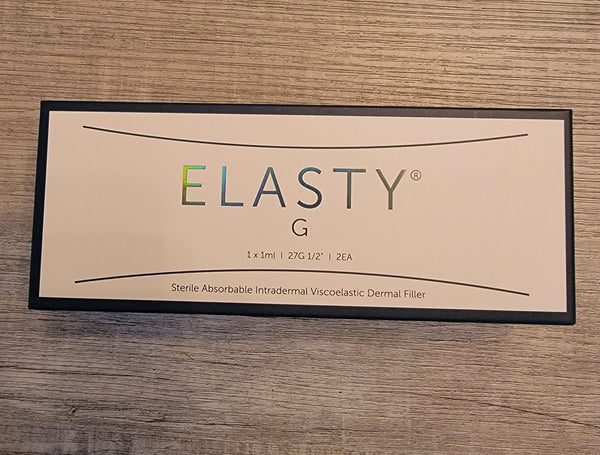 ELASTY®
G
1 x 1ml | 27G 1/2" | 2EA
Sterile Absorbable Intradermal Viscoelastic Dermal Filler